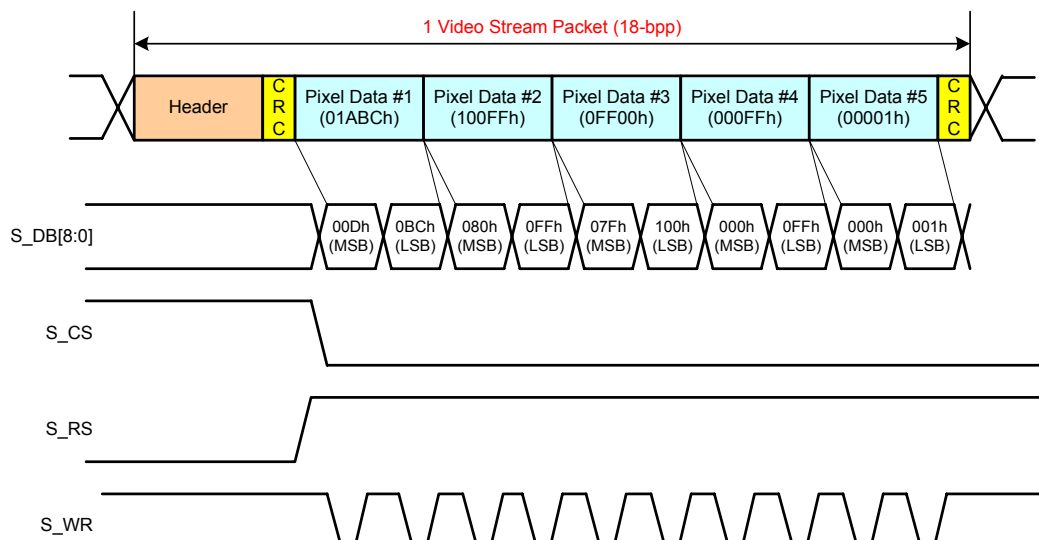 1 Video Stream Packet (18-bpp)
Header
C
R
C
Pixel Data #1
(01ABCh)
Pixel Data #2
(100FFh)
Pixel Data #3
(0FF00h)
Pixel Data #4
(000FFh)
Pixel Data #5
(00001h)
C
R
C
S_DB[8:0]
00Dh
(MSB)
0BCh
(LSB)
080h
(MSB)
0FFh
(LSB)
07Fh
(MSB)
100h
(LSB)
000h
(MSB)
0FFh
(LSB)
000h
(MSB)
001h
(LSB)
S_CS
S_RS
S_WR